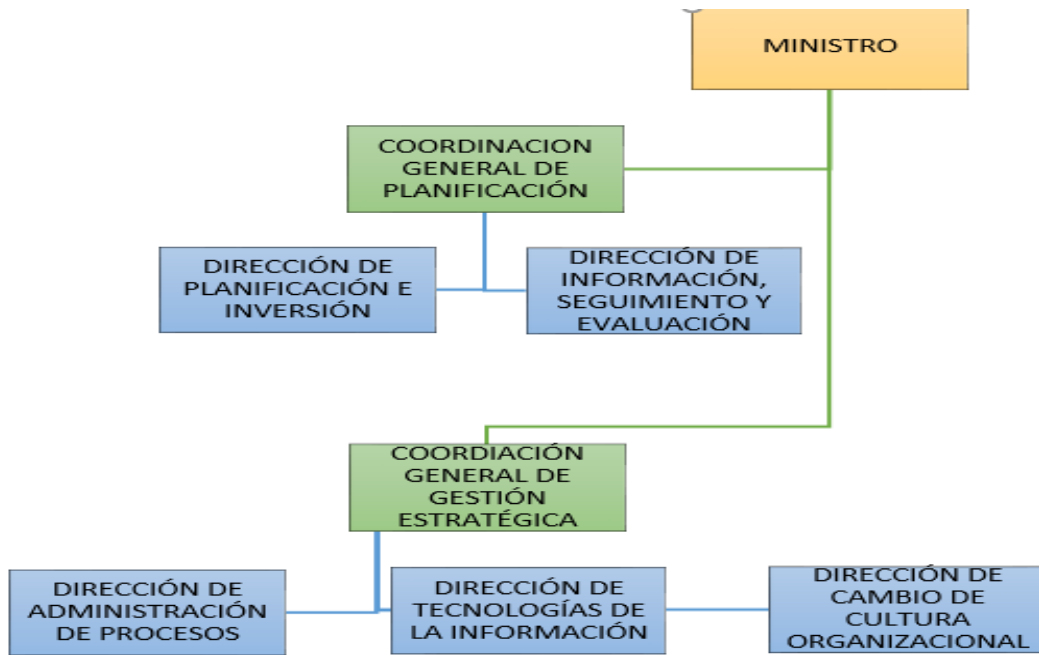 MINISTRO
COORDINACION
GENERAL DE
PLANIFICACIÓN
DIRECCIÓN DE
PLANIFICACIÓN E
INVERSIÓN
DIRECCIÓN DE
INFORMACIÓN,
SEGUIMIENTO Y
EVALUACIÓN
COORDIACIÓN
GENERAL DE
GESTIÓN
ESTRATÉGICA
DIRECCIÓN DE
ADMINISTRACIÓN
DE PROCESOS
DIRECCIÓN DE
TECNOLOGÍAS DE
LA INFORMACIÓN
DIRECCIÓN DE
CAMBIO DE
CULTURA
ORGANIZACIONAL